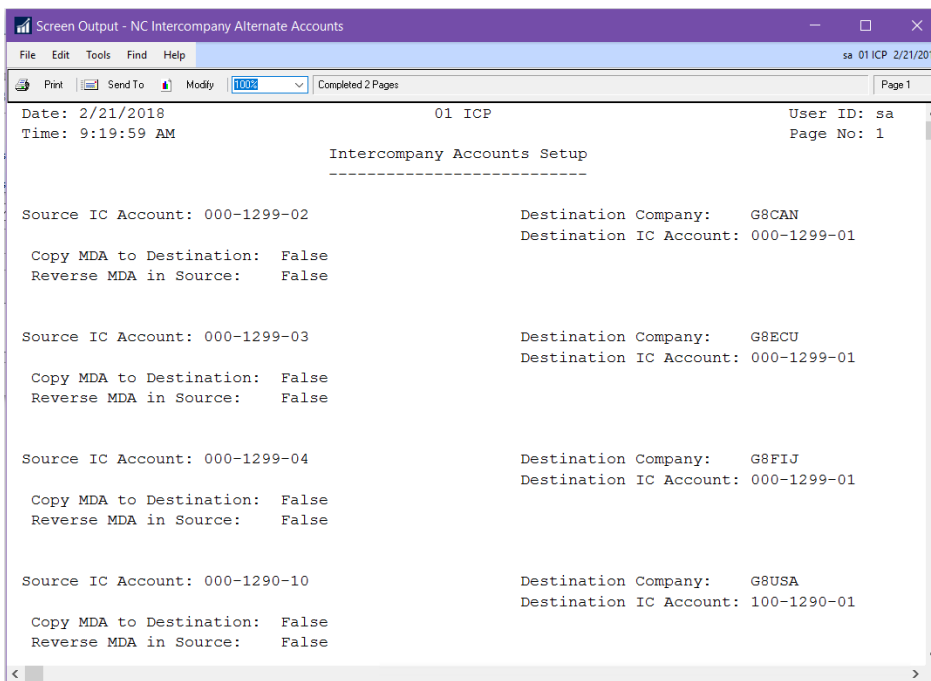 Screen Output - NC Intercompany Alternate Accounts
File Edit Tools Find Help sa 01 ICP 2/21/20
Print Send To Modify 100% Completed 2 Pages Page 1
Date: 2/21/2018 01 ICP User ID: sa
Time: 9:19:59 AM Page No: 1
Intercompany Accounts Setup
---------------------------
Source IC Account: 000-1299-02 Destination Company: G8CAN
Destination IC Account: 000-1299-01
Copy MDA to Destination: False
Reverse MDA in Source: False
Source IC Account: 000-1299-03 Destination Company: G8ECU
Destination IC Account: 000-1299-01
Copy MDA to Destination: False
Reverse MDA in Source: False
Source IC Account: 000-1299-04 Destination Company: G8FIJ
Destination IC Account: 000-1299-01
Copy MDA to Destination: False
Reverse MDA in Source: False
Source IC Account: 000-1290-10 Destination Company: G8USA
Destination IC Account: 100-1290-01
Copy MDA to Destination: False
Reverse MDA in Source: False